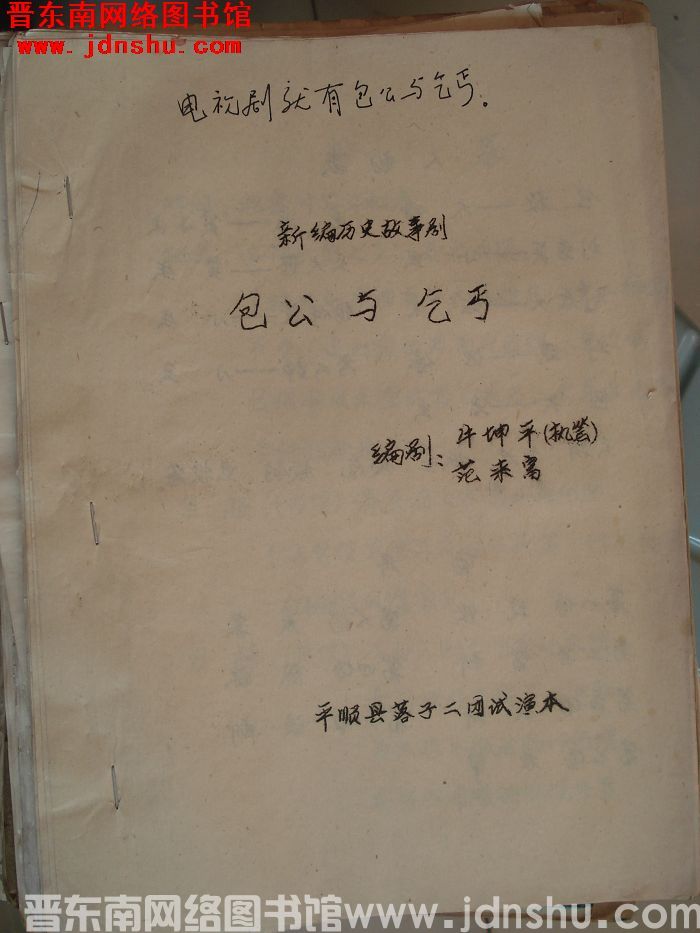 晋东南网络图书馆
www.jdnshu.com
电视剧就有包公与乞丐。
新编历史故事剧
包公与乞丐
编剧：牛坤平(执笔)
范来富
平顺县落子二团试演本
晋东南网络图书馆www.jdnshu.com